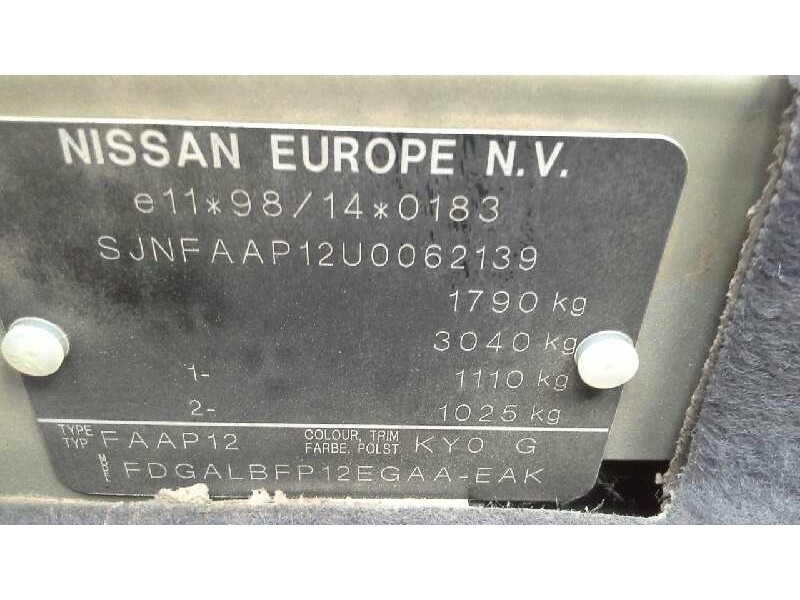 NISSAN EUROPE N.V.
e11*98/14*0183
SJNFAAP12U0062139
1790 kg
3040 kg
1- 1110 kg
2- 1025 kg
TYPE TYP FAAP12 COLOUR, TRIM FARBE, POLST KY0 G
FDGALBFP12EGAA-EAK